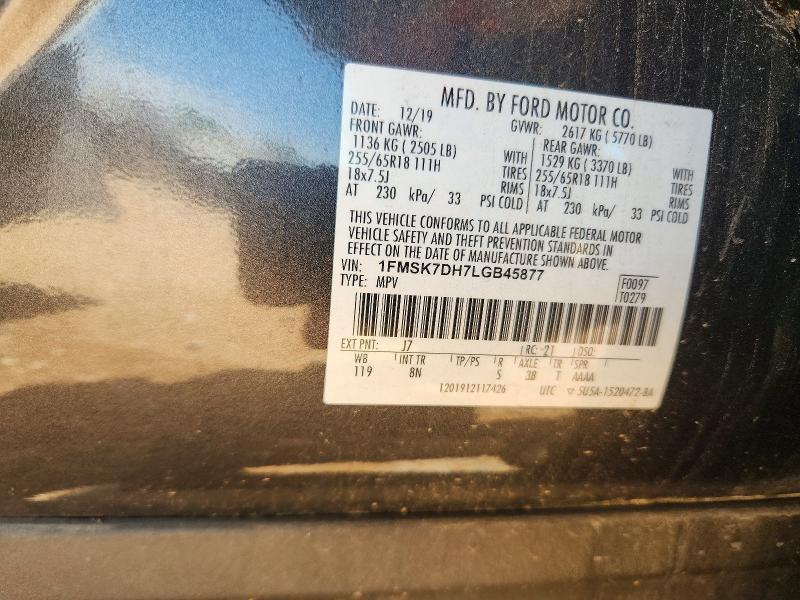 MFD. BY FORD MOTOR CO.
DATE: 12/19 GVWR: 2617 KG ( 5770 LB)
FRONT GAWR: REAR GAWR:
1136 KG ( 2505 LB) WITH 1529 KG ( 3370 LB) WITH
255/65R18 111H TIRES 255/65R18 111H TIRES
18x7.5J RIMS 18x7.5J RIMS
AT 230 kPa/ 33 PSI COLD AT 230 kPa/ 33 PSI COLD
THIS VEHICLE CONFORMS TO ALL APPLICABLE FEDERAL MOTOR
VEHICLE SAFETY AND THEFT PREVENTION STANDARDS IN
EFFECT ON THE DATE OF MANUFACTURE SHOWN ABOVE.
VIN: 1FMSK7DH7LGB45877
TYPE: MPV F0097
T0279
EXT PNT: J7 RC: 21 DSO:
WB INT TR TP/PS R AXLE TR SPR
119 8N S 3B T AAAA
1201912117426 UTC ▽ 5U5A-1520472-BA